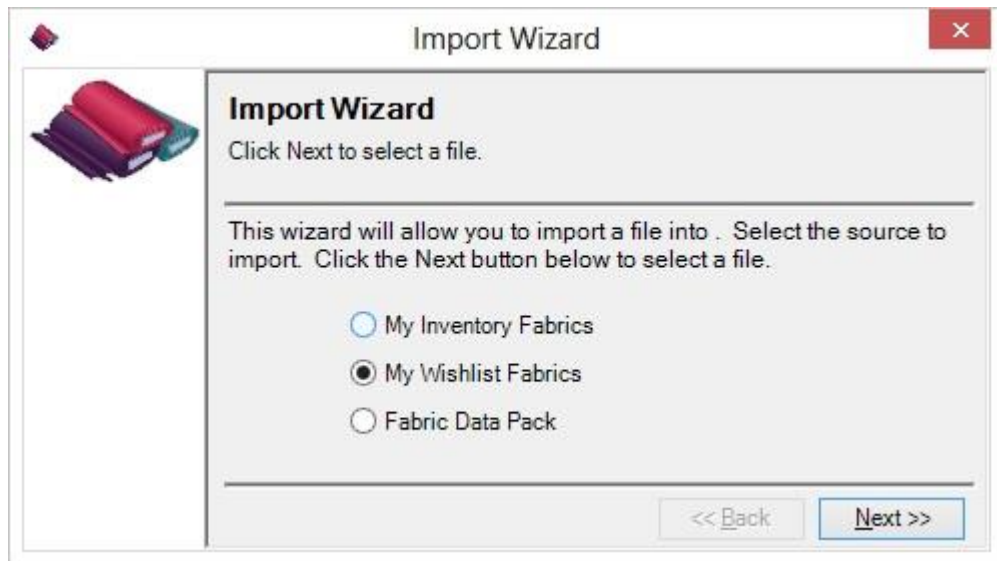 Import Wizard
Import Wizard
Click Next to select a file.
This wizard will allow you to import a file into .  Select the source to
import.  Click the Next button below to select a file.
My Inventory Fabrics
My Wishlist Fabrics
Fabric Data Pack
<< Back
Next >>